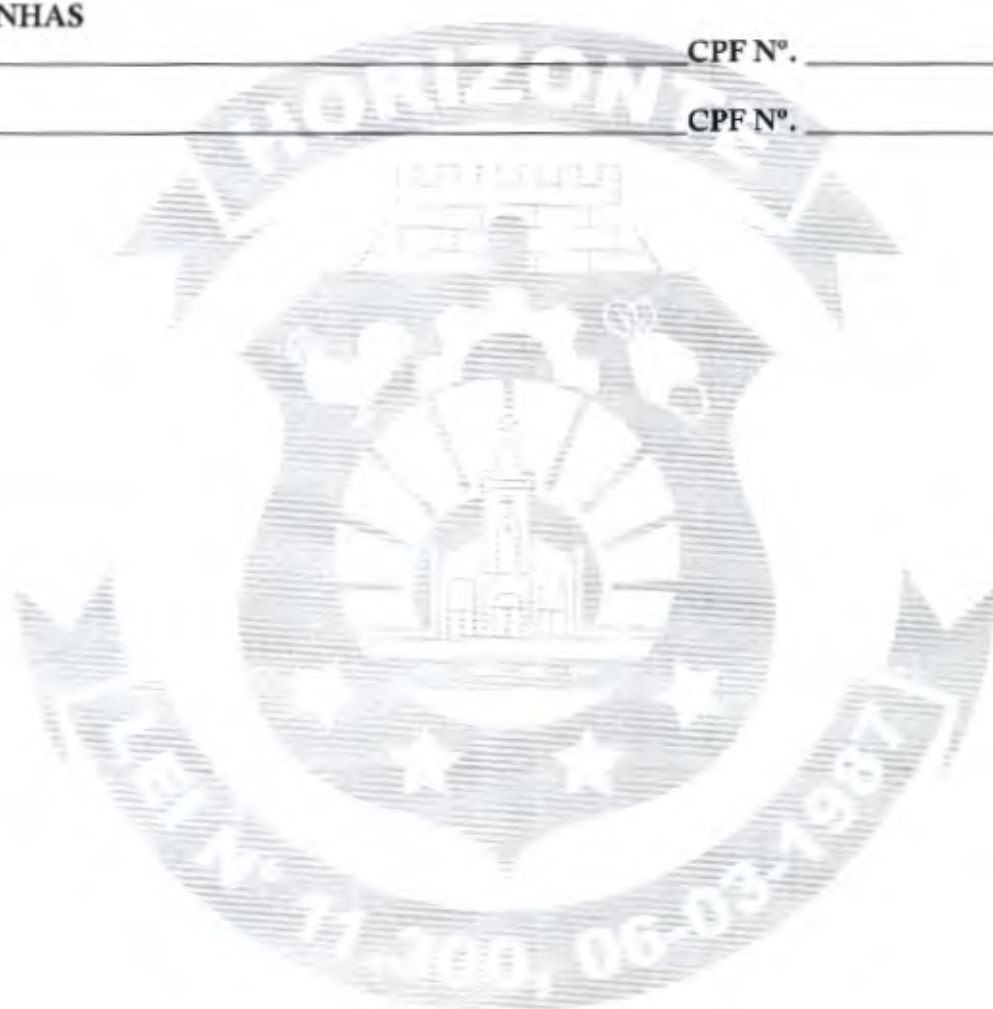 NHAS
CPF Nº.
CPF Nº.
HORIZONTE
LEI Nº 11.300, 06-03-1987